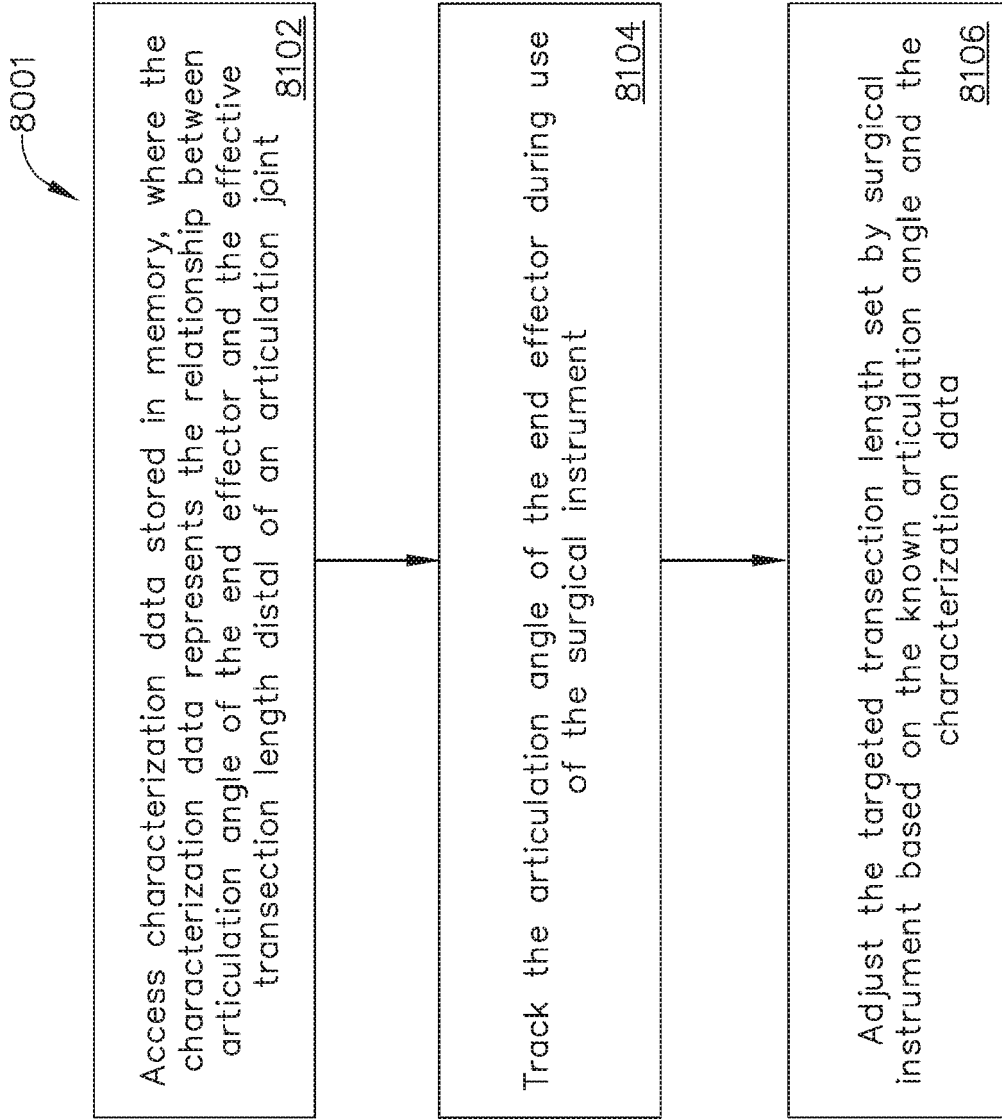 8001
Access characterization data stored in memory, where the
characterization data represents the relationship between
articulation angle of the end effector and the effective
transection length distal of an articulation joint
8102
Track the articulation angle of the end effector during use
of the surgical instrument
8104
Adjust the targeted transection length set by surgical
instrument based on the known articulation angle and the
characterization data
8106